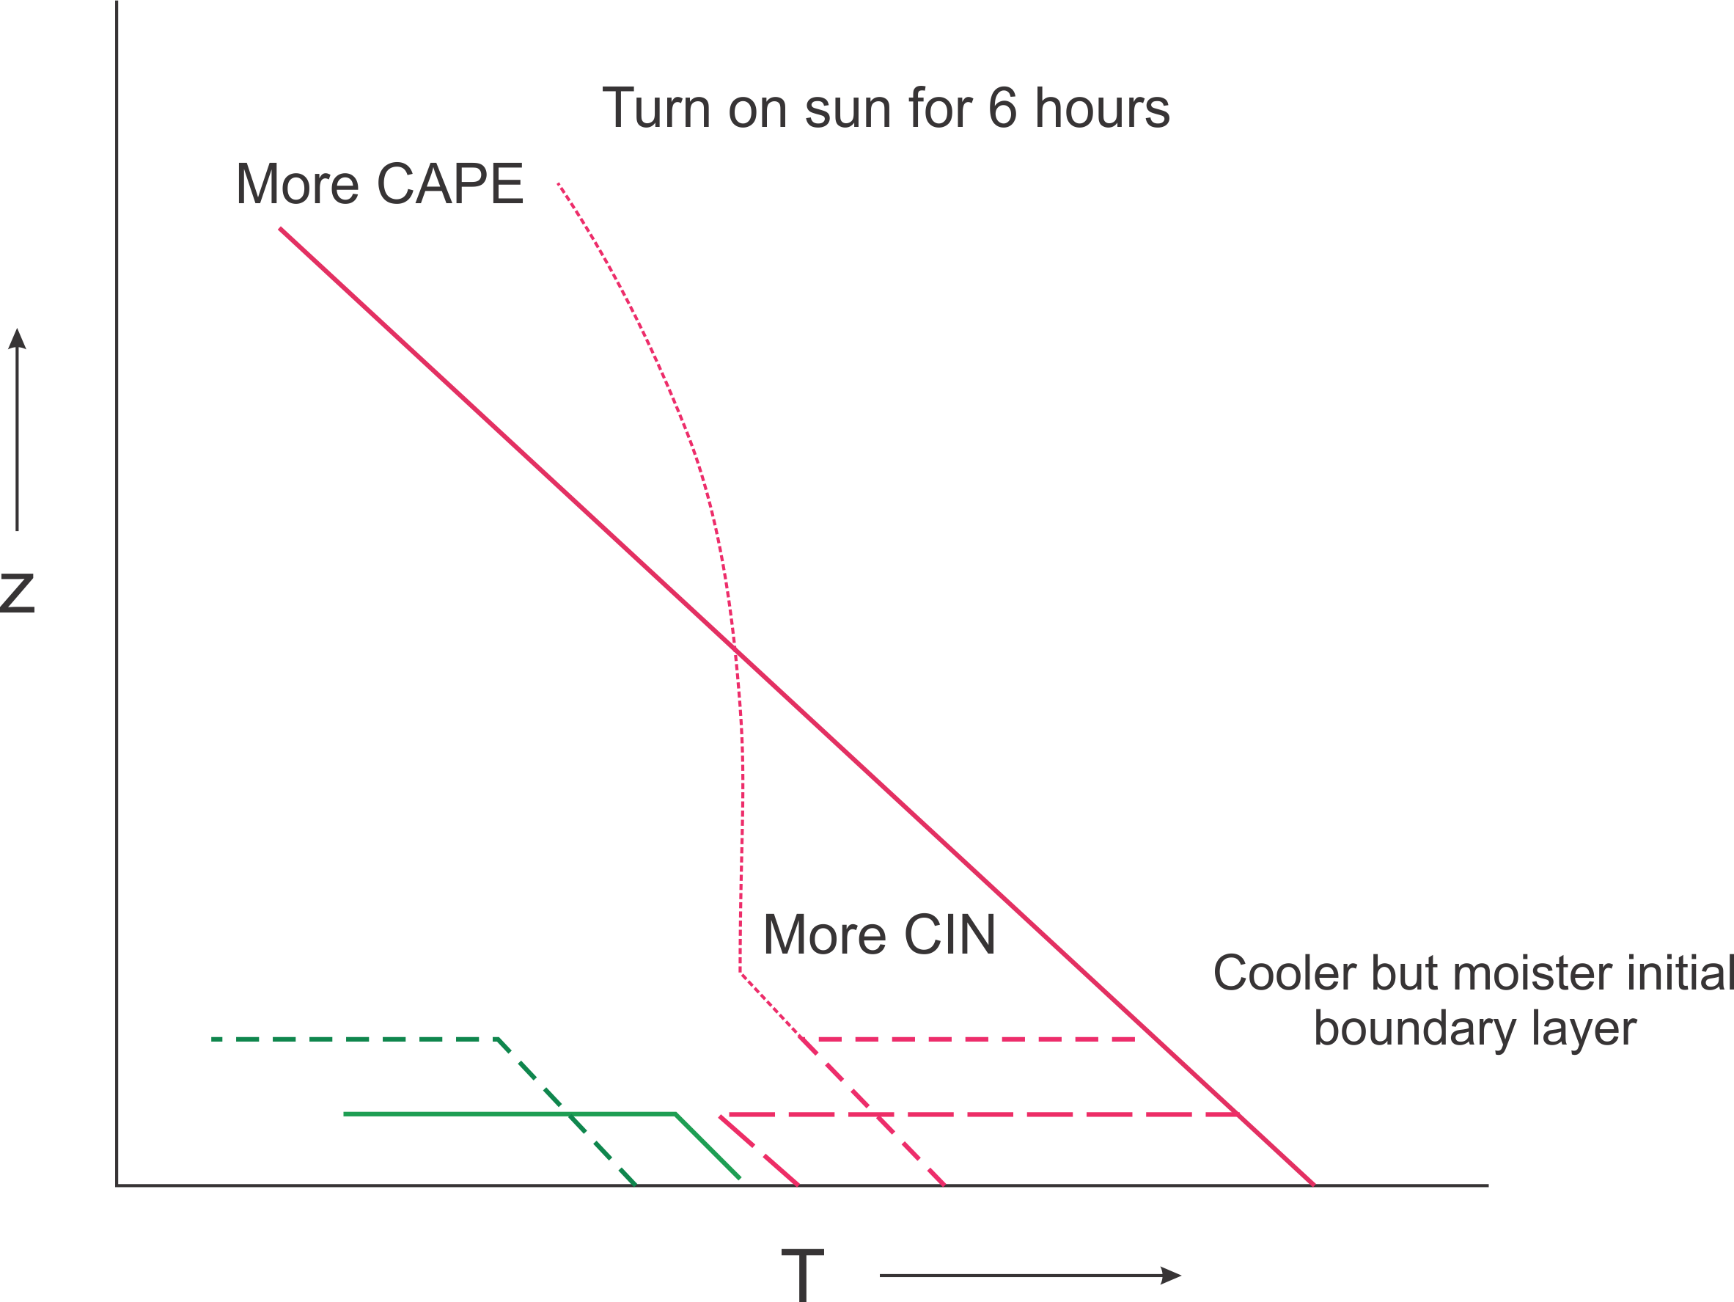 Turn on sun for 6 hours
More CAPE
z
More CIN
Cooler but moister initial
boundary layer
T